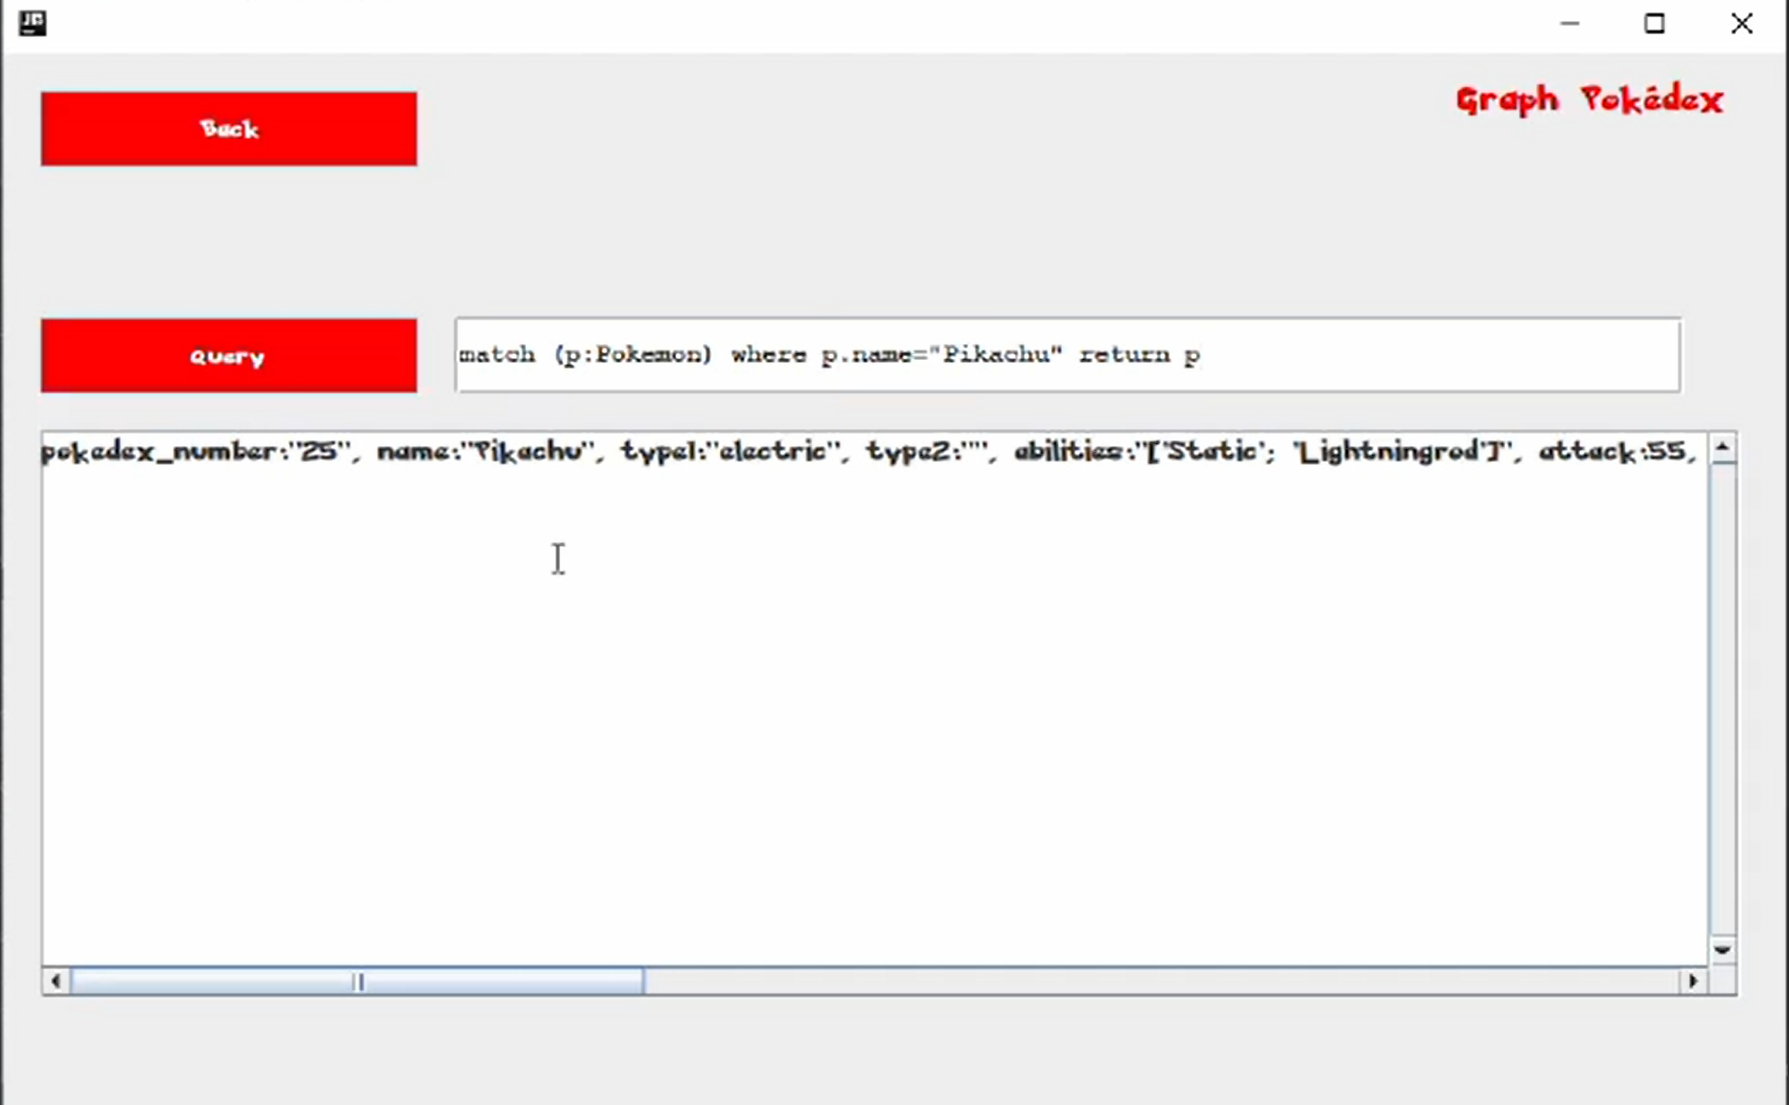 JB
Graph Pokédex
Back
Query
match (p:Pokemon) where p.name="Pikachu" return p
pokedex_number:"25", name:"Pikachu", type1:"electric", type2:"", abilities:"['Static'; 'Lightningrod']", attack:55,